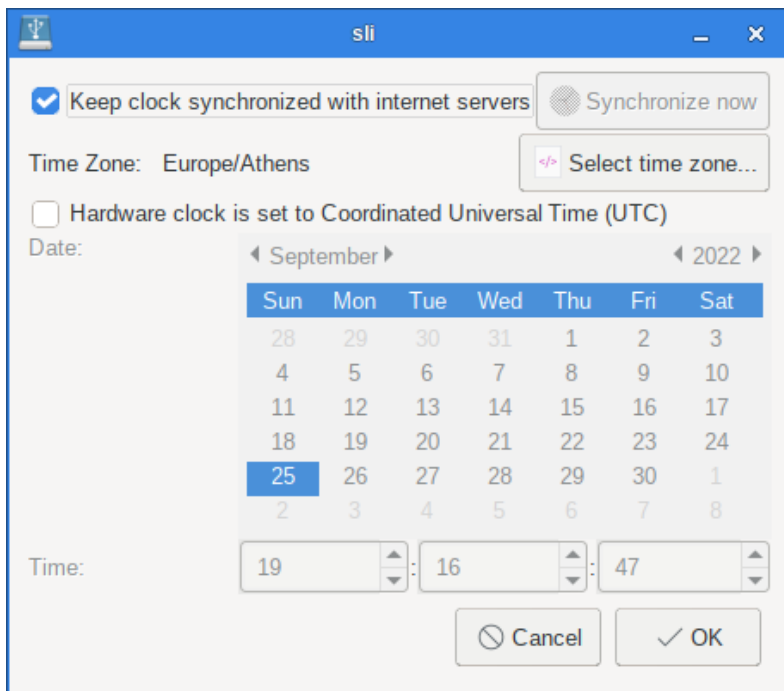 sli
Keep clock synchronized with internet servers Synchronize now
Time Zone: Europe/Athens </> Select time zone...
Hardware clock is set to Coordinated Universal Time (UTC)
Date: September 2022
Sun Mon Tue Wed Thu Fri Sat
28 29 30 31 1 2 3
4 5 6 7 8 9 10
11 12 13 14 15 16 17
18 19 20 21 22 23 24
25 26 27 28 29 30 1
2 3 4 5 6 7 8
Time: 19 : 16 : 47
Cancel OK